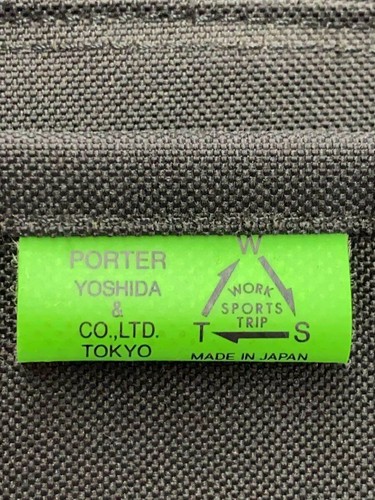 PORTER
YOSHIDA
&
CO.,LTD.
TOKYO
W
WORK
SPORTS
TRIP
T S
MADE IN JAPAN